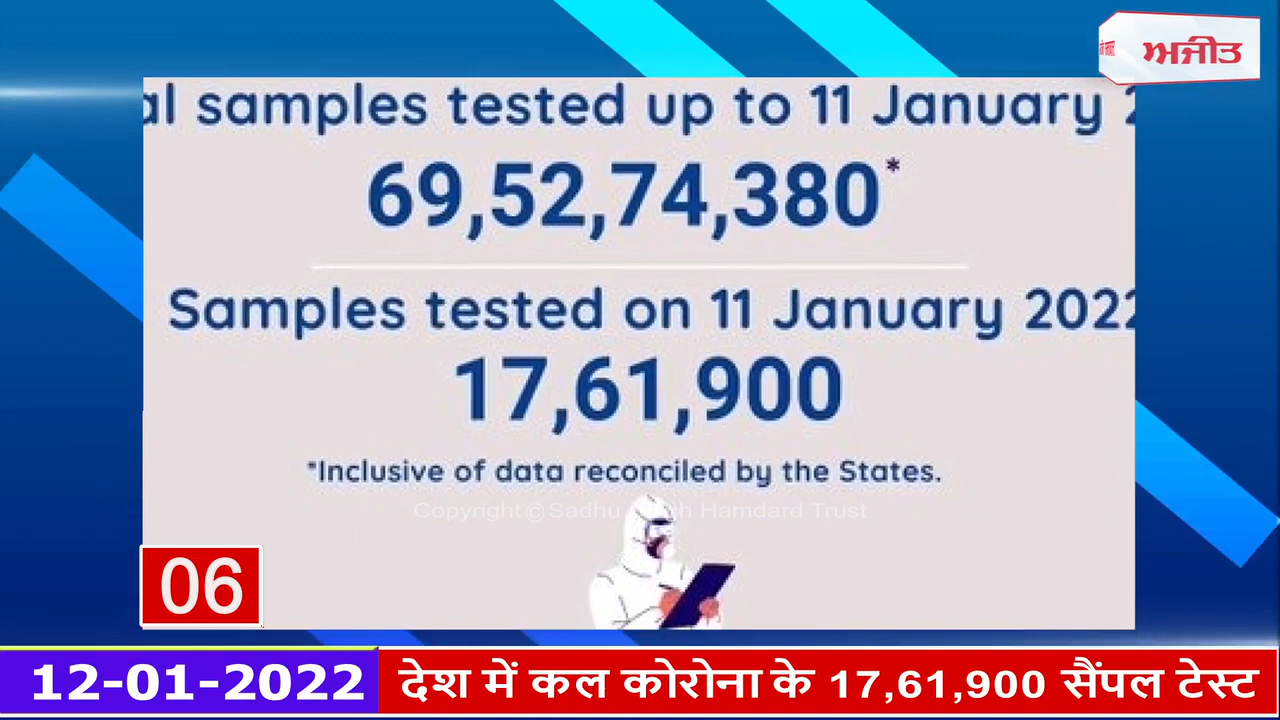 ਅਜੀਤ
al samples tested up to 11 January 2
69,52,74,380*
Samples tested on 11 January 2022
17,61,900
*Inclusive of data reconciled by the States.
Copyright © Sadhu Singh Hamdard Trust
06
12-01-2022
देश में कल कोरोना के 17,61,900 सैंपल टेस्ट